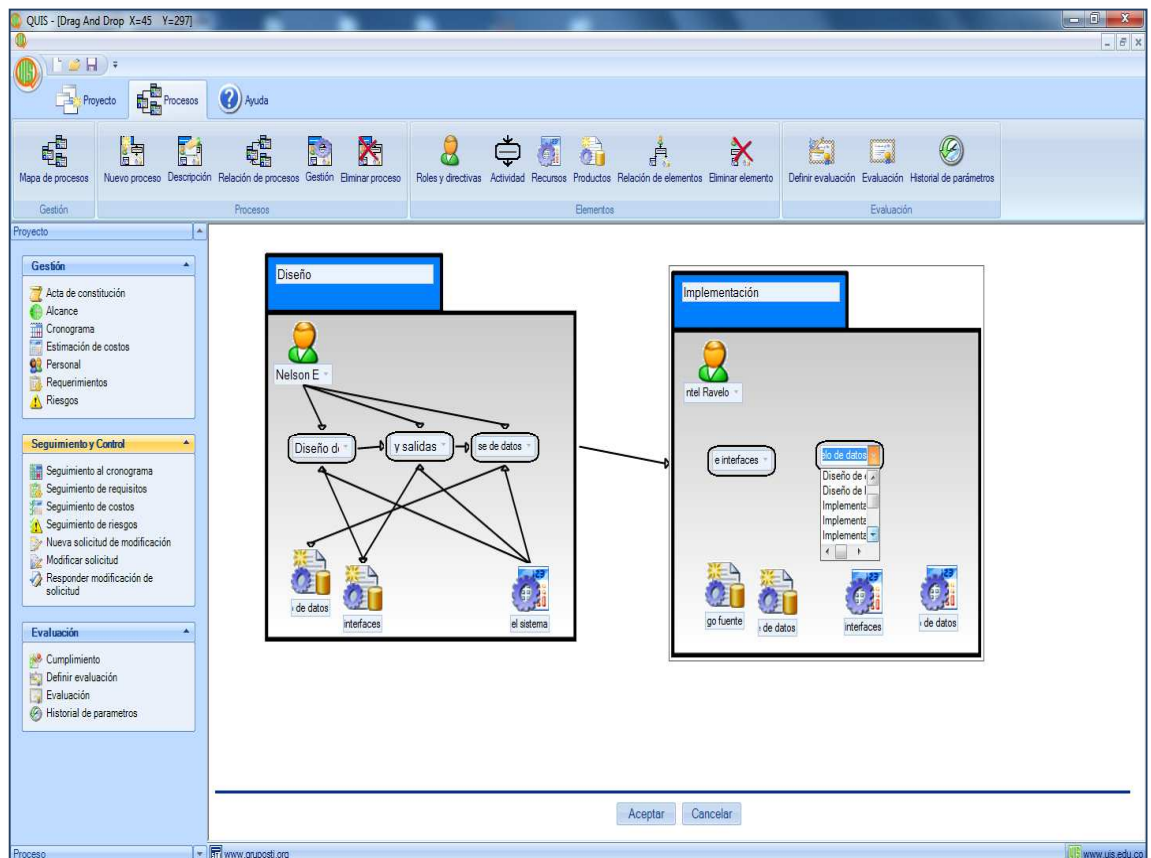 QUIS - [Drag And Drop X=45 Y=297]
Proyecto
Procesos
Ayuda
Mapa de procesos
Nuevo proceso
Descripción
Relación de procesos
Gestión
Eliminar proceso
Roles y directivas
Actividad
Recursos
Productos
Relación de elementos
Eliminar elemento
Definir evaluación
Evaluación
Historial de parámetros
Gestión
Procesos
Elementos
Evaluación
Proyecto
Gestión
Acta de constitución
Alcance
Cronograma
Estimación de costos
Personal
Requerimientos
Riesgos
Seguimiento y Control
Seguimiento al cronograma
Seguimiento de requisitos
Seguimiento de costos
Seguimiento de riesgos
Nueva solicitud de modificación
Modificar solicitud
Responder modificación de
solicitud
Evaluación
Cumplimiento
Definir evaluación
Evaluación
Historial de parametros
Proceso
Diseño
Nelson E
Diseño d
y salidas
se de datos
de datos
interfaces
el sistema
Implementación
ntel Ravelo
e interfaces
lo de datos
Diseño de
Diseño de
Implementa
Implementa
Implementa
go fuente
de datos
interfaces
de datos
Aceptar
Cancelar
www.gruposti.org
www.uis.edu.co